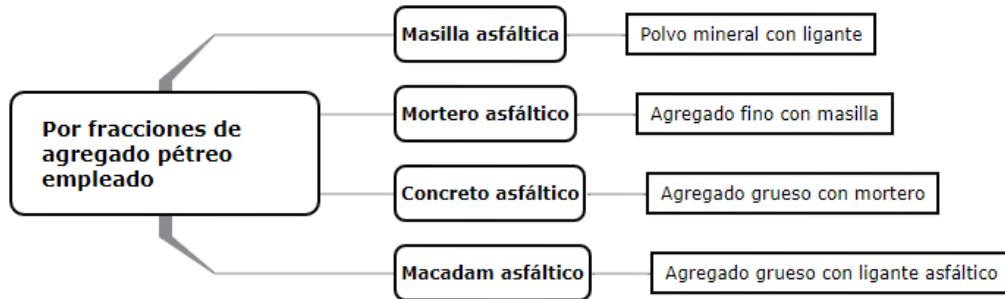 Por fracciones de
agregado pétreo
empleado
Masilla asfáltica
Polvo mineral con ligante
Mortero asfáltico
Agregado fino con masilla
Concreto asfáltico
Agregado grueso con mortero
Macadam asfáltico
Agregado grueso con ligante asfáltico